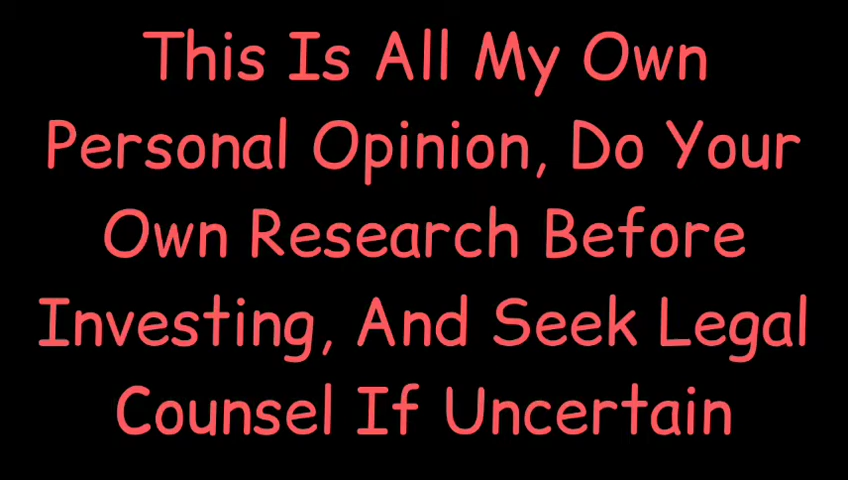 This Is All My Own
Personal Opinion, Do Your
Own Research Before
Investing, And Seek Legal
Counsel If Uncertain